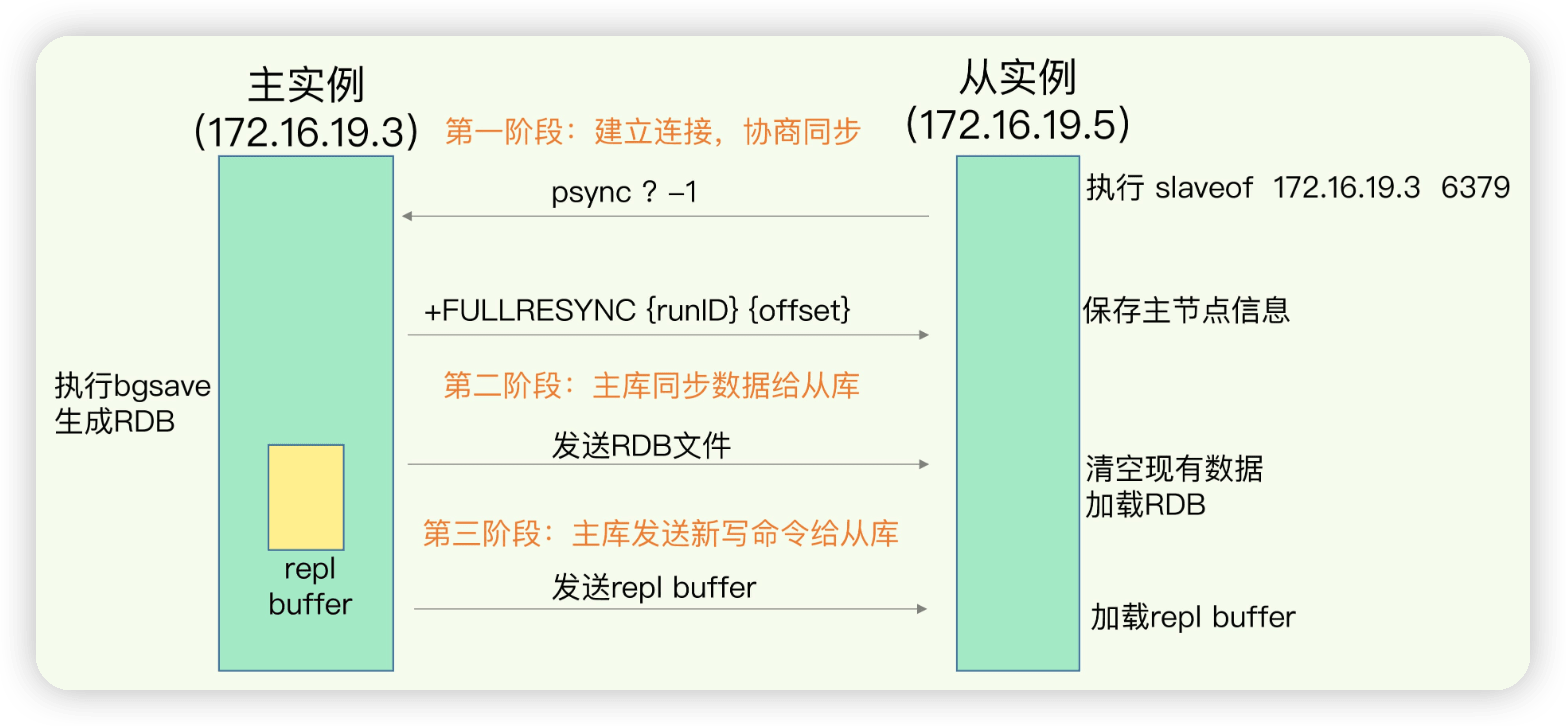 主实例
(172.16.19.3)
从实例
(172.16.19.5)
第一阶段：建立连接，协商同步
执行 slaveof 172.16.19.3 6379
psync ? –1
+FULLRESYNC {runID} {offset}
保存主节点信息
执行bgsave
生成RDB
第二阶段：主库同步数据给从库
发送RDB文件
清空现有数据
加载RDB
第三阶段：主库发送新写命令给从库
repl
buffer
发送repl buffer
加载repl buffer